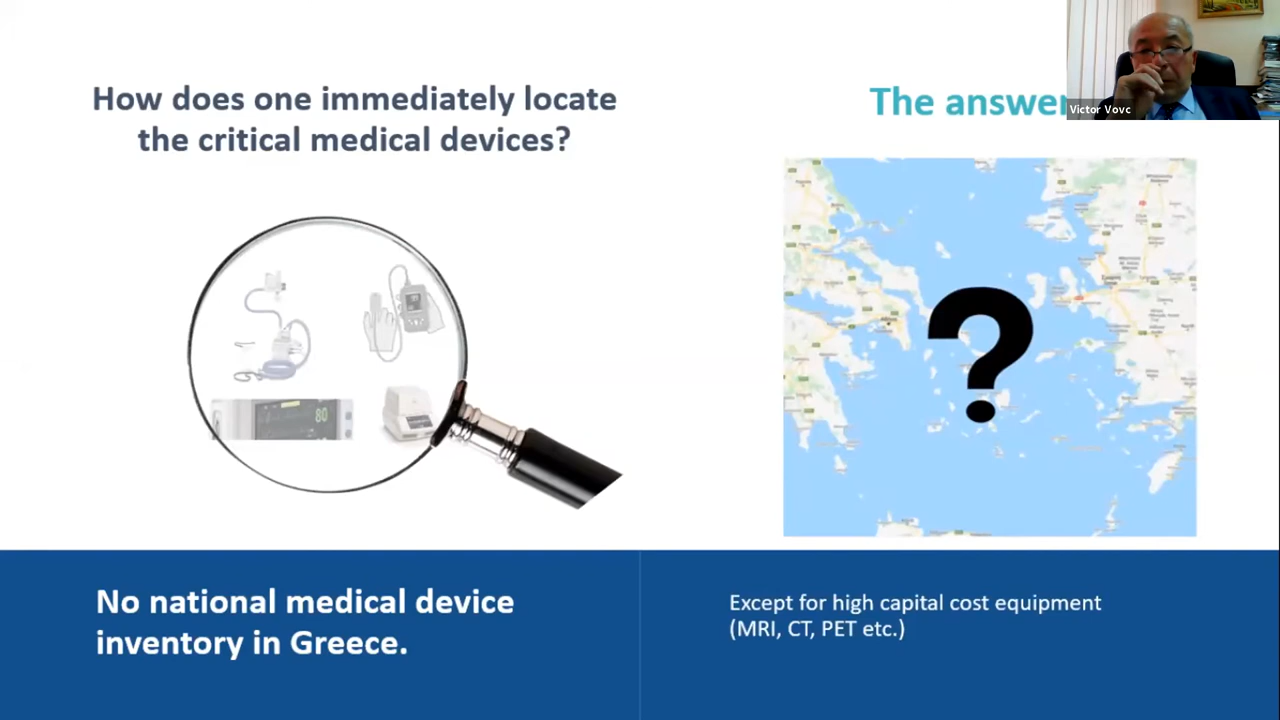 How does one immediately locate
the critical medical devices?
The answer
Victor Vovc
80
No national medical device
inventory in Greece.
Except for high capital cost equipment
(MRI, CT, PET etc.)